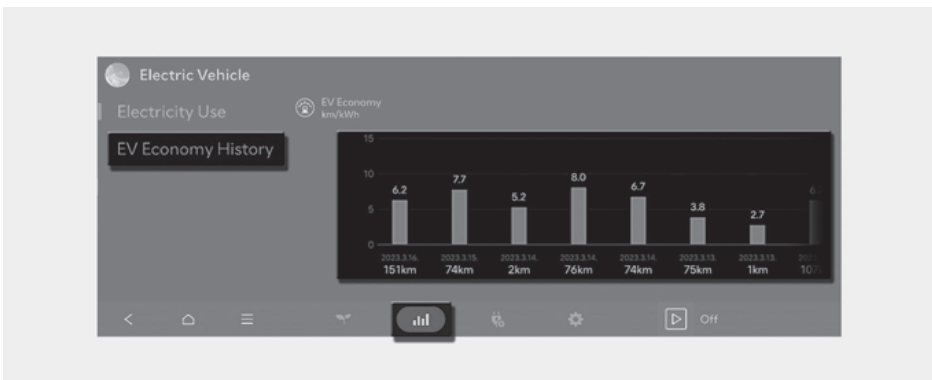 Electric Vehicle
Electricity Use
EV Economy History
EV Economy
km/kWh
15
10
5
0
6.2 7.7 5.2 8.0 6.7 3.8 2.7
2023.3.16. 2023.3.15. 2023.3.14. 2023.3.14. 2023.3.14. 2023.3.13. 2023.3.13.
151km 74km 2km 76km 74km 75km 1km
Off